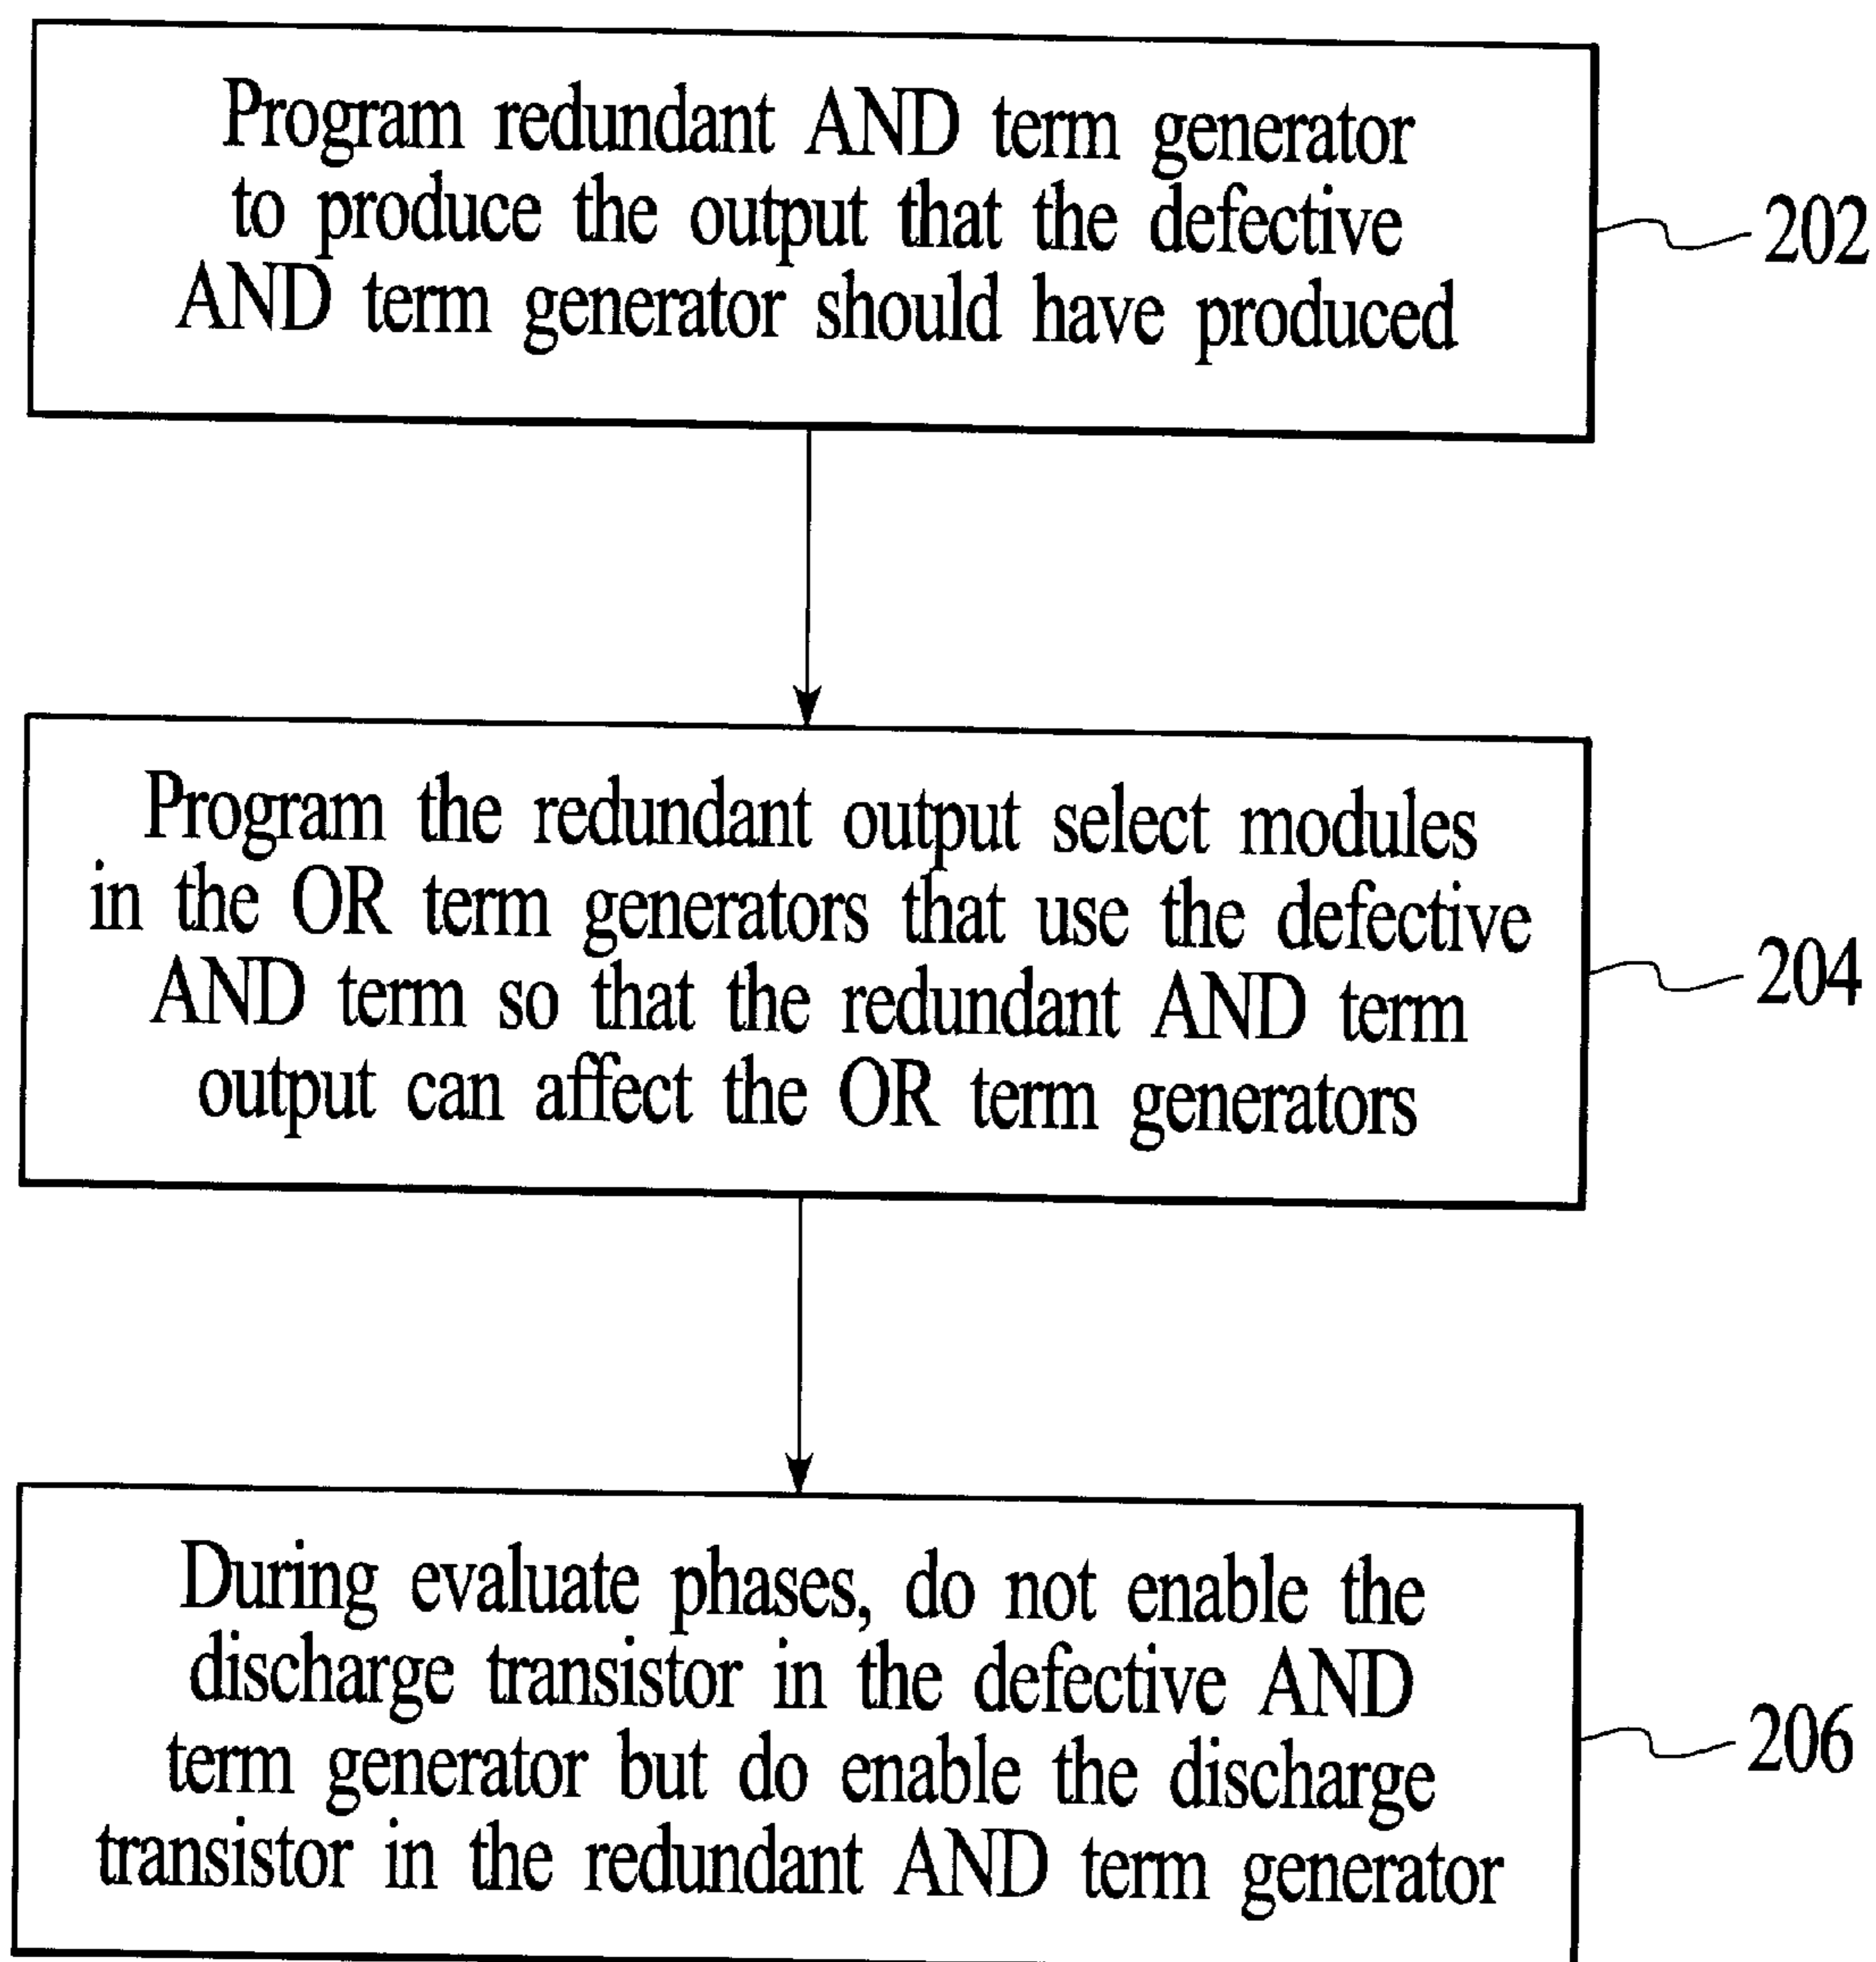 Program redundant AND term generator
to produce the output that the defective
AND term generator should have produced
202
Program the redundant output select modules
in the OR term generators that use the defective
AND term so that the redundant AND term
output can affect the OR term generators
204
During evaluate phases, do not enable the
discharge transistor in the defective AND
term generator but do enable the discharge
transistor in the redundant AND term generator
206